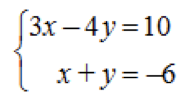 3x – 4y = 10
x + y = –6